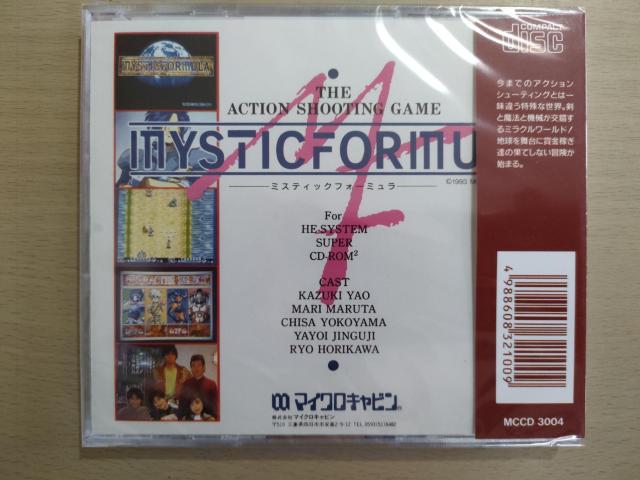 COMPACT
disc
MYSTICFORMULA
THE
ACTION SHOOTING GAME
MF
MYSTICFORMU
©1993 M
ミスティックフォーミュラ
For
HE-SYSTEM
SUPER
CD-ROM²
CAST
KAZUKI YAO
MARI MARUTA
CHISA YOKOYAMA
YAYOI JINGUJI
RYO HORIKAWA
マイクロキャビン
株式会社マイクロキャビン
今までのアクション
シューティングとは一
味違う特殊な世界。剣
と魔法と機械が交錯す
るミラクルワールド!
地球を舞台に賞金稼ぎ
達の果てしない冒険が
始まる。
4988608321009
MCCD 3004